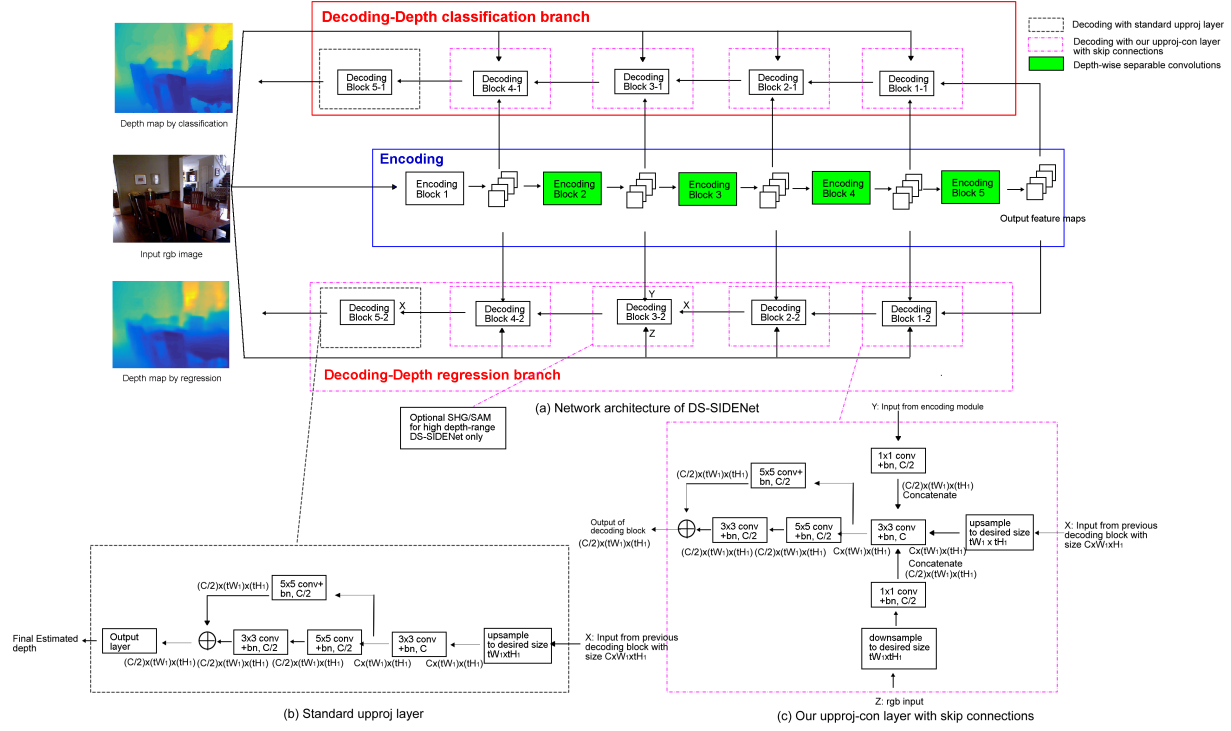 Decoding-Depth classification branch
Decoding with standard upproj layer
Decoding with our upproj-con layer
with skip connections
Depth-wise separable convolutions
Decoding
Block 5-1
Decoding
Block 4-1
Decoding
Block 3-1
Decoding
Block 2-1
Decoding
Block 1-1
Depth map by classification
Encoding
Encoding
Block 1
Encoding
Block 2
Encoding
Block 3
Encoding
Block 4
Encoding
Block 5
Output feature maps
Input rgb image
Decoding
Block 5-2
X
Decoding
Block 4-2
Y
Decoding
Block 3-2
X
Z
Decoding
Block 2-2
Decoding
Block 1-2
Depth map by regression
Decoding-Depth regression branch
(a) Network architecture of DS-SIDENet
Optional SHG/SAM
for high depth-range
DS-SIDENet only
Y: Input from encoding module
1x1 conv
+bn, C/2
(C/2)x(tW1)x(tH1)
Concatenate
(C/2)x(tW1)x(tH1)
5x5 conv+
bn, C/2
Output of
decoding block
(C/2)x(tW1)x(tH1)
3x3 conv
+bn, C/2
5x5 conv
+bn, C/2
3x3 conv
+bn, C
upsample
to desired size
tW1 x tH1
X: Input from previous
decoding block with
size CxW1xH1
(C/2)x(tW1)x(tH1)
(C/2)x(tW1)x(tH1)
Cx(tW1)x(tH1)
Cx(tW1)x(tH1)
Concatenate
(C/2)x(tW1)x(tH1)
1x1 conv
+bn, C/2
downsample
to desired size
tW1xtH1
Z: rgb input
(c) Our upproj-con layer with skip connections
(C/2)x(tW1)x(tH1)
5x5 conv+
bn, C/2
Final Estimated
depth
Output
layer
3x3 conv
+bn, C/2
5x5 conv
+bn, C/2
3x3 conv
+bn, C
upsample
to desired size
tW1xtH1
X: Input from previous
decoding block with
size CxW1xtH1
(C/2)x(tW1)x(tH1)
(C/2)x(tW1)x(tH1)
(C/2)x(tW1)x(tH1)
Cx(tW1)x(tH1)
Cx(tW1)x(tH1)
(b) Standard upproj layer